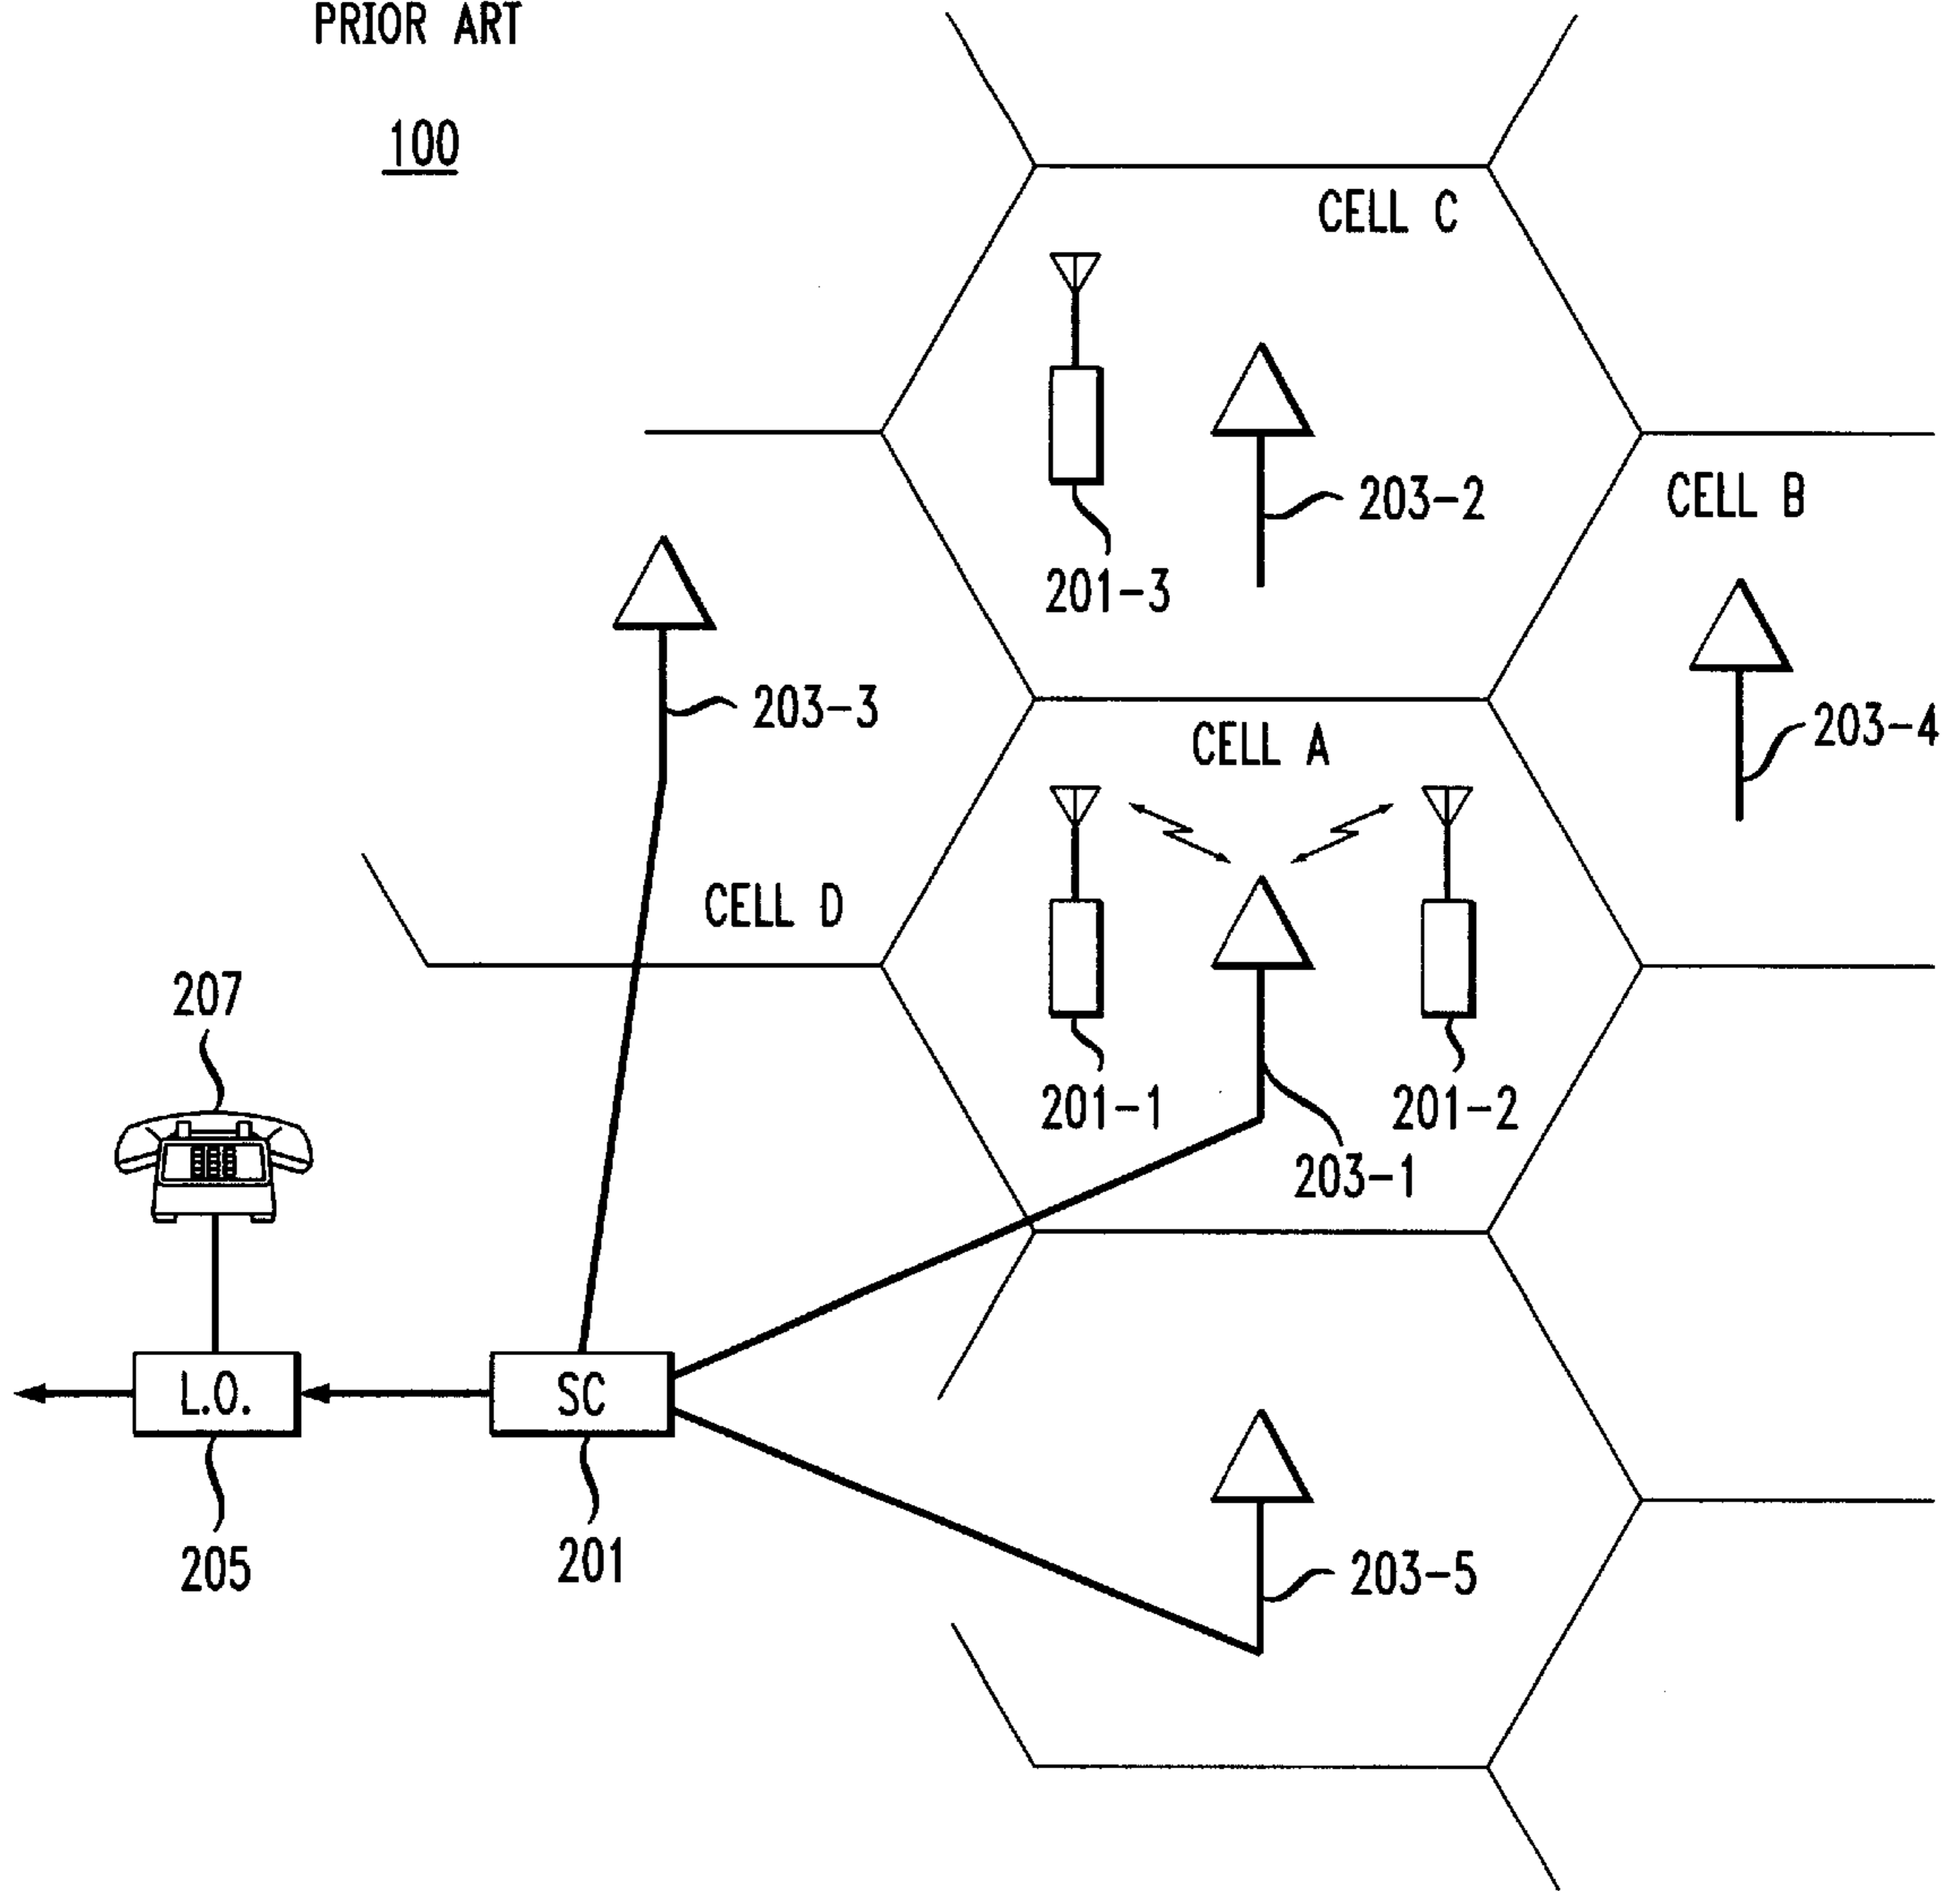 PRIOR ART
100
CELL C
203-2
CELL B
201-3
203-3
203-4
CELL A
CELL D
207
201-1
201-2
203-1
L.O.
SC
205
201
203-5